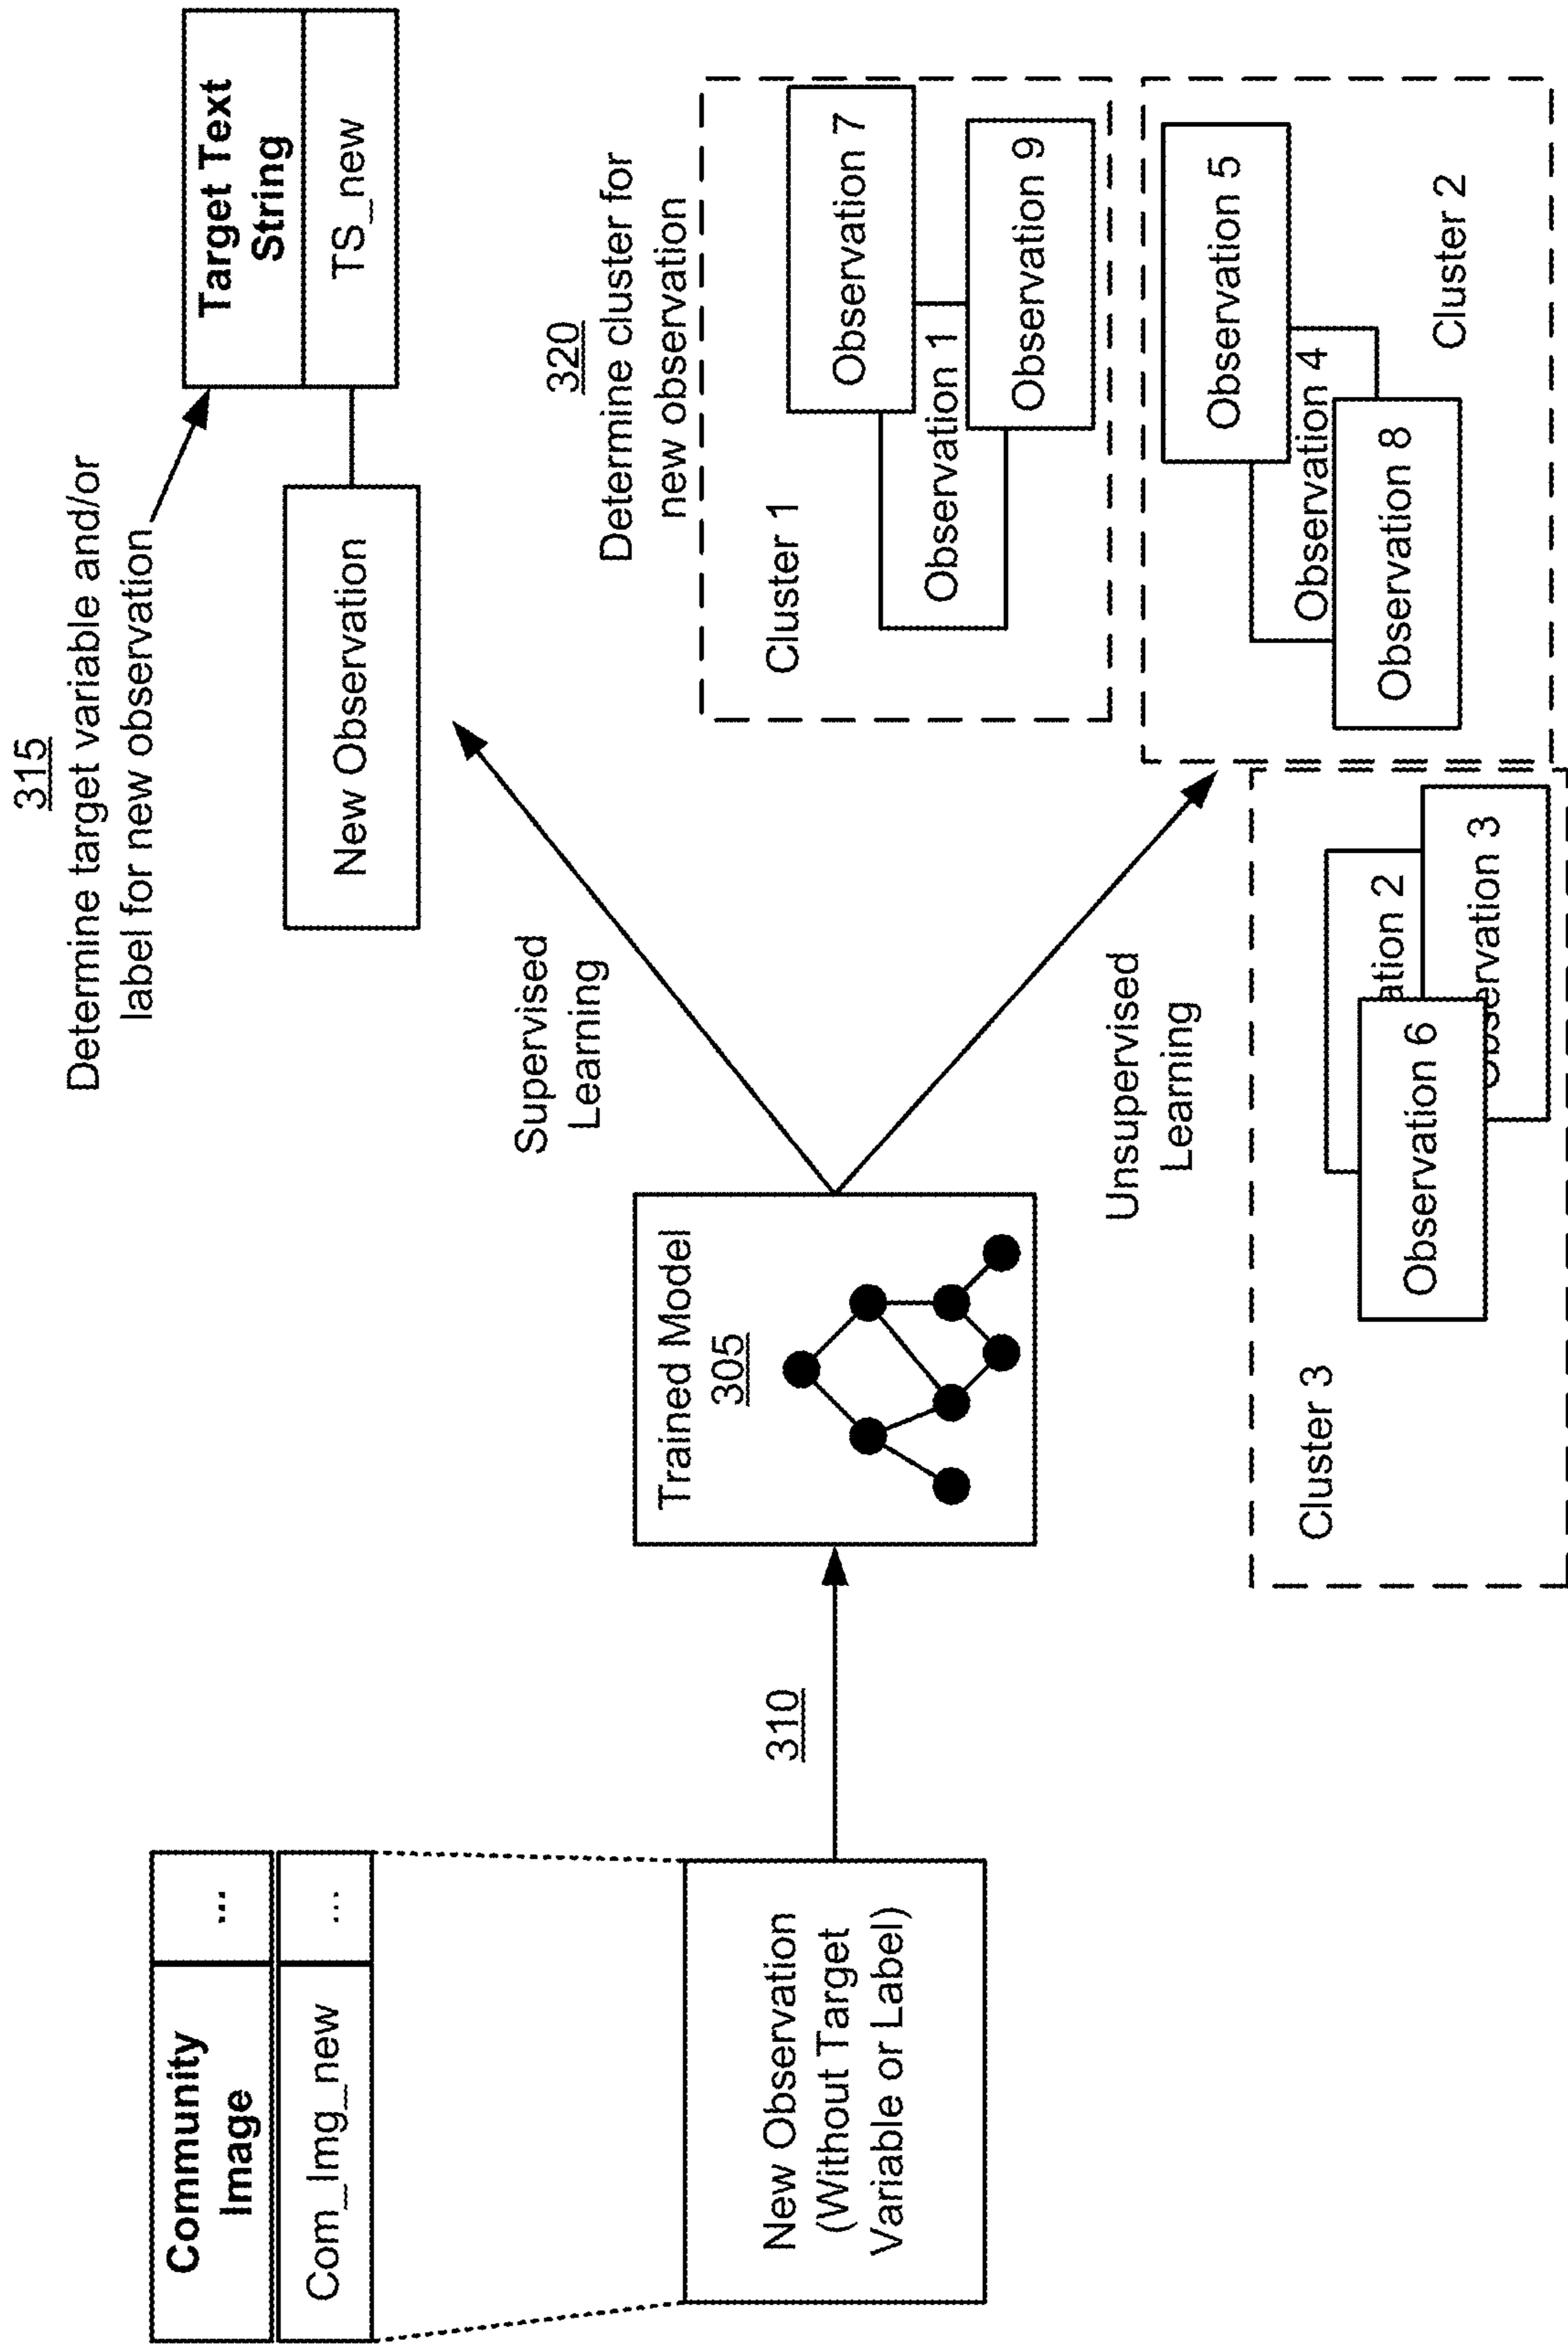 Community
Image
...
Com_Img_new
...
New Observation
(Without Target
Variable or Label)
310
Trained Model
305
Supervised
Learning
Unsupervised
Learning
315
Determine target variable and/or
label for new observation
New Observation
Target Text
String
TS_new
320
Determine cluster for
new observation
Cluster 1
Observation 7
Observation 1
Observation 9
Observation 5
Observation 4
Observation 8
Cluster 2
Cluster 3
ation 2
Observation 6
servation 3